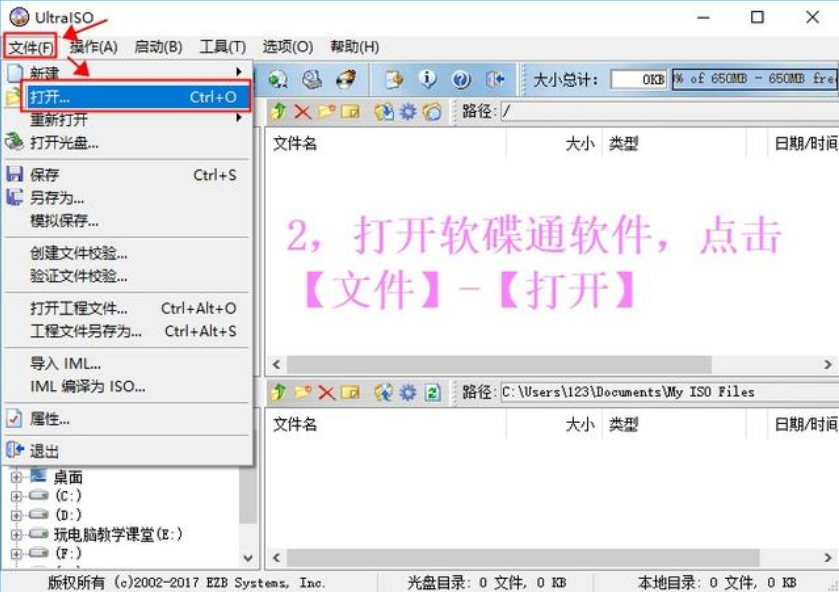 UltraISO
文件(F) 操作(A) 启动(B) 工具(T) 选项(O) 帮助(H)
新建
打开... Ctrl+O
重新打开
打开光盘...
保存 Ctrl+S
另存为...
模拟保存...
创建文件校验...
验证文件校验...
打开工程文件... Ctrl+Alt+O
工程文件另存为... Ctrl+Alt+S
导入 IML...
IML 编译为 ISO...
属性...
退出
桌面
(C:)
(D:)
玩电脑教学课堂(E:)
(F:)
大小总计: 0KB % of 650MB - 650MB fre
路径: /
文件名 大小 类型 日期/时间
2，打开软碟通软件，点击
【文件】-【打开】
路径: C:\Users\123\Documents\My ISO Files
文件名 大小 类型 日期/时间
版权所有 (c)2002-2017 EZB Systems, Inc. 光盘目录: 0 文件, 0 KB 本地目录: 0 文件, 0 KB